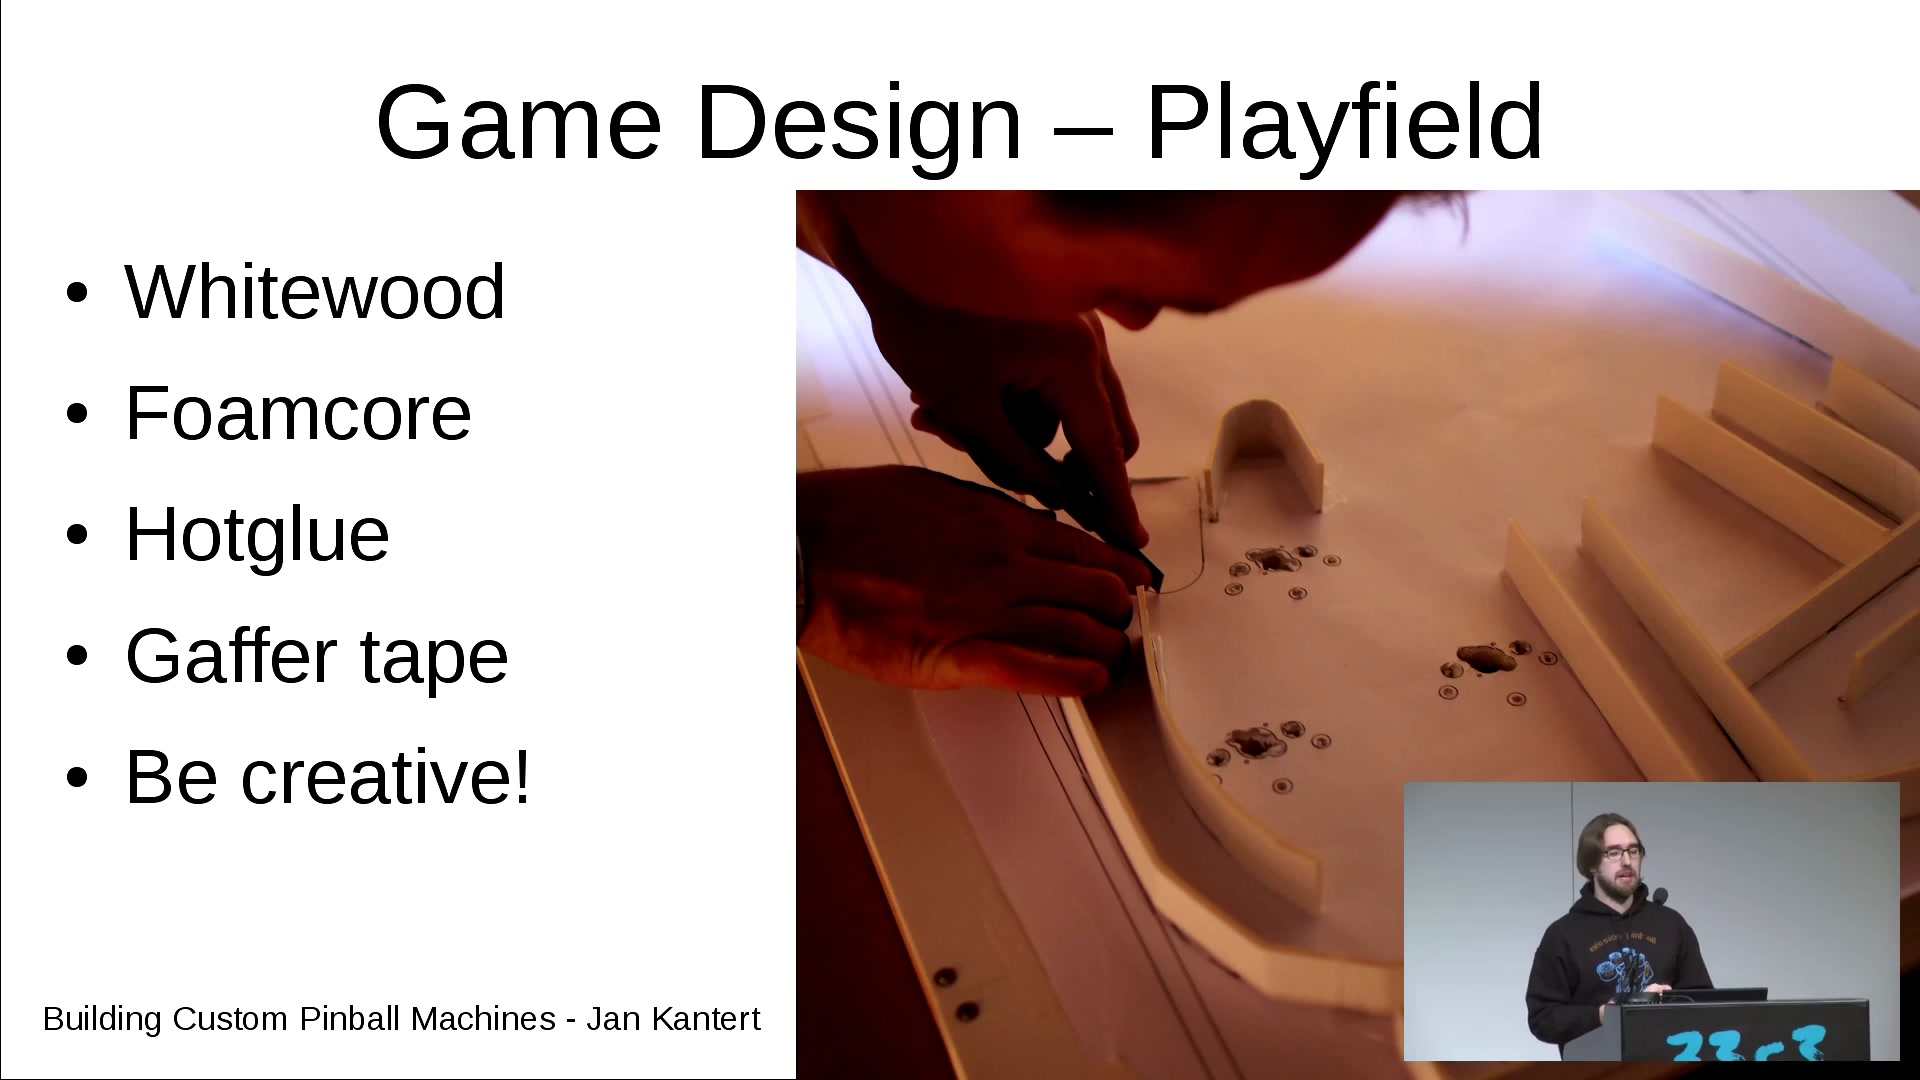 Game Design – Playfield
• Whitewood
• Foamcore
• Hotglue
• Gaffer tape
• Be creative!
Building Custom Pinball Machines - Jan Kantert
33c3